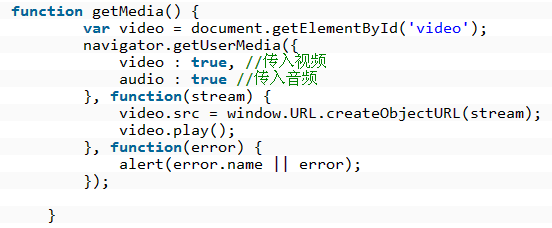 function getMedia() {
        var video = document.getElementById('video');
        navigator.getUserMedia({
            video : true, //传入视频
            audio : true //传入音频
        }, function(stream) {
            video.src = window.URL.createObjectURL(stream);
            video.play();
        }, function(error) {
            alert(error.name || error);
        });
    }